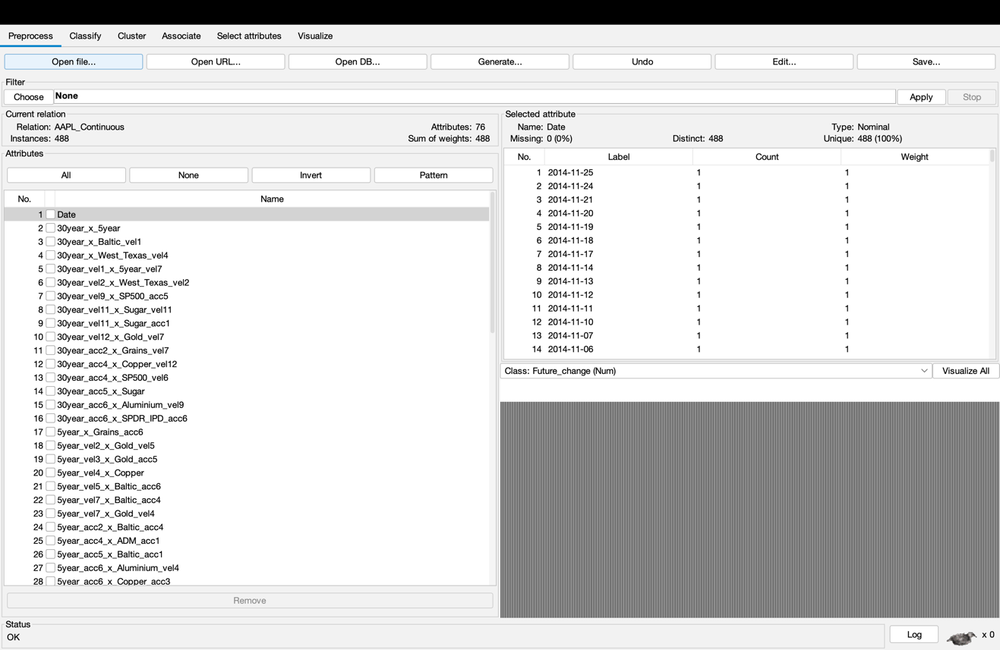 Preprocess Classify Cluster Associate Select attributes Visualize
Open file... Open URL... Open DB... Generate... Undo Edit... Save...
Filter
Choose None Apply Stop
Current relation
Relation: AAPL_Continuous Attributes: 76
Instances: 488 Sum of weights: 488
Attributes
All None Invert Pattern
No. Name
1 Date
2 30year_x_5year
3 30year_x_Baltic_vel1
4 30year_x_West_Texas_vel4
5 30year_vel1_x_5year_vel7
6 30year_vel2_x_West_Texas_vel2
7 30year_vel9_x_SP500_acc5
8 30year_vel11_x_Sugar_vel11
9 30year_vel11_x_Sugar_acc1
10 30year_vel12_x_Gold_vel7
11 30year_acc2_x_Grains_vel7
12 30year_acc4_x_Copper_vel12
13 30year_acc4_x_SP500_vel6
14 30year_acc5_x_Sugar
15 30year_acc6_x_Aluminium_vel9
16 30year_acc6_x_SPDR_IPD_acc6
17 5year_x_Grains_acc6
18 5year_vel2_x_Gold_vel5
19 5year_vel3_x_Gold_acc5
20 5year_vel4_x_Copper
21 5year_vel5_x_Baltic_acc6
22 5year_vel7_x_Baltic_acc4
23 5year_vel7_x_Gold_vel4
24 5year_acc2_x_Baltic_acc4
25 5year_acc4_x_ADM_acc1
26 5year_acc5_x_Baltic_acc1
27 5year_acc6_x_Aluminium_vel4
28 5year_acc6_x_Copper_acc3
Remove
Selected attribute
Name: Date Type: Nominal
Missing: 0 (0%) Distinct: 488 Unique: 488 (100%)
No. Label Count Weight
1 2014-11-25 1 1
2 2014-11-24 1 1
3 2014-11-21 1 1
4 2014-11-20 1 1
5 2014-11-19 1 1
6 2014-11-18 1 1
7 2014-11-17 1 1
8 2014-11-14 1 1
9 2014-11-13 1 1
10 2014-11-12 1 1
11 2014-11-11 1 1
12 2014-11-10 1 1
13 2014-11-07 1 1
14 2014-11-06 1 1
Class: Future_change (Num) Visualize All
Status
OK
Log x 0